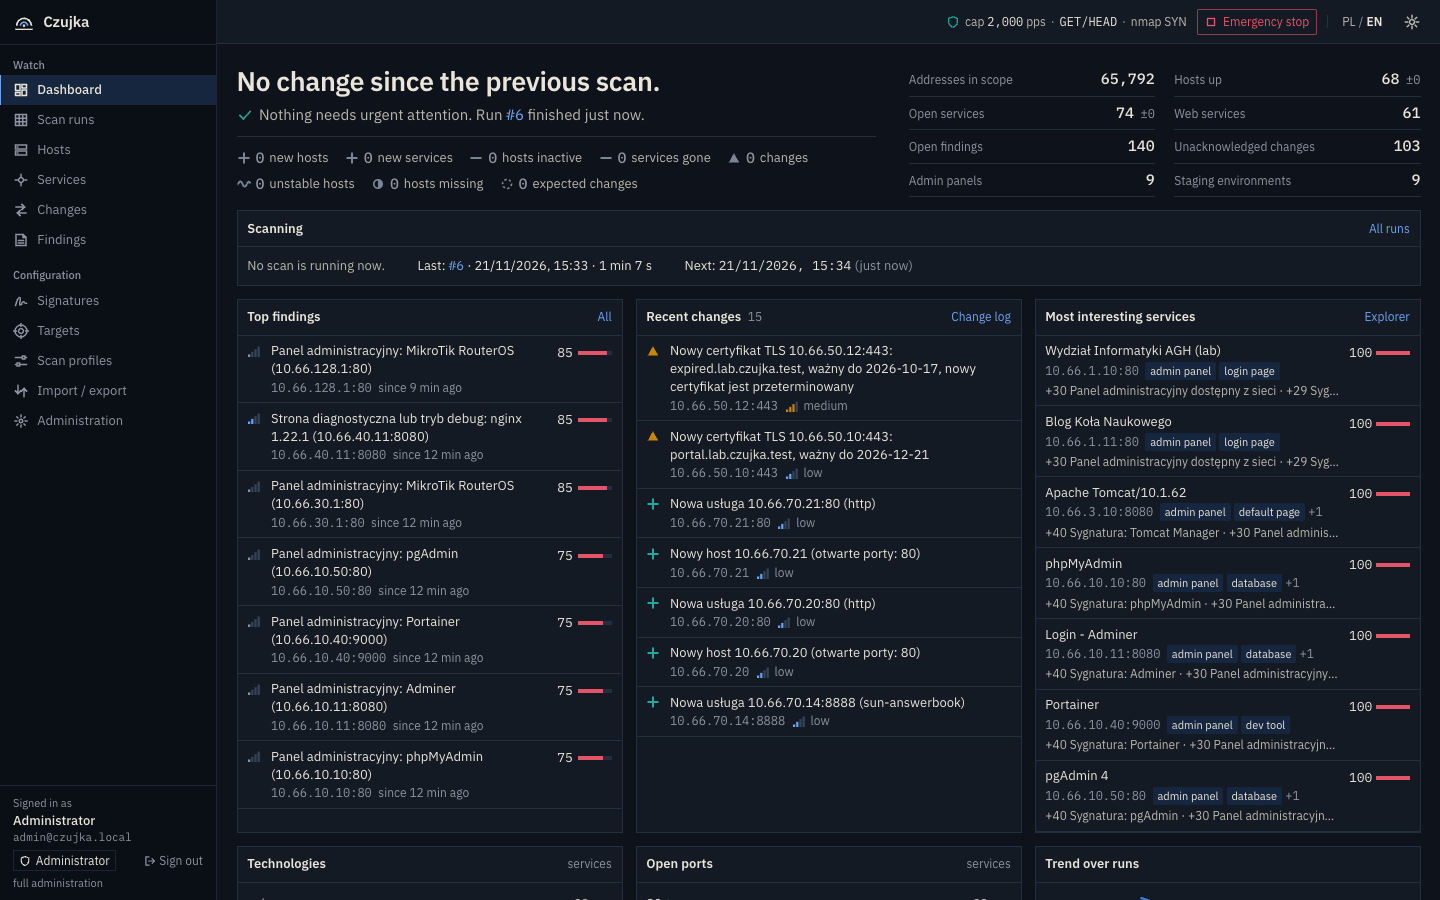 Czujka
cap 2,000 pps · GET/HEAD · nmap SYN
Emergency stop
PL / EN
Watch
Dashboard
Scan runs
Hosts
Services
Changes
Findings
Configuration
Signatures
Targets
Scan profiles
Import / export
Administration
Signed in as
Administrator
admin@czujka.local
Administrator
Sign out
full administration
No change since the previous scan.
Nothing needs urgent attention. Run #6 finished just now.
0 new hosts 0 new services 0 hosts inactive 0 services gone 0 changes
0 unstable hosts 0 hosts missing 0 expected changes
Addresses in scope 65,792
Hosts up 68 ±0
Open services 74 ±0
Web services 61
Open findings 140
Unacknowledged changes 103
Admin panels 9
Staging environments 9
Scanning
All runs
No scan is running now. Last: #6 · 21/11/2026, 15:33 · 1 min 7 s Next: 21/11/2026, 15:34 (just now)
Top findings
All
Panel administracyjny: MikroTik RouterOS 85
(10.66.128.1:80)
10.66.128.1:80 since 9 min ago
Strona diagnostyczna lub tryb debug: nginx 85
1.22.1 (10.66.40.11:8080)
10.66.40.11:8080 since 12 min ago
Panel administracyjny: MikroTik RouterOS 85
(10.66.30.1:80)
10.66.30.1:80 since 12 min ago
Panel administracyjny: pgAdmin 75
(10.66.10.50:80)
10.66.10.50:80 since 12 min ago
Panel administracyjny: Portainer 75
(10.66.10.40:9000)
10.66.10.40:9000 since 12 min ago
Panel administracyjny: Adminer 75
(10.66.10.11:8080)
10.66.10.11:8080 since 12 min ago
Panel administracyjny: phpMyAdmin 75
(10.66.10.10:80)
10.66.10.10:80 since 12 min ago
Recent changes 15
Change log
Nowy certyfikat TLS 10.66.50.12:443:
expired.lab.czujka.test, ważny do 2026-10-17, nowy
certyfikat jest przeterminowany
10.66.50.12:443 medium
Nowy certyfikat TLS 10.66.50.10:443:
portal.lab.czujka.test, ważny do 2026-12-21
10.66.50.10:443 low
Nowa usługa 10.66.70.21:80 (http)
10.66.70.21:80 low
Nowy host 10.66.70.21 (otwarte porty: 80)
10.66.70.21 low
Nowa usługa 10.66.70.20:80 (http)
10.66.70.20:80 low
Nowy host 10.66.70.20 (otwarte porty: 80)
10.66.70.20 low
Nowa usługa 10.66.70.14:8888 (sun-answerbook)
10.66.70.14:8888 low
Most interesting services
Explorer
Wydział Informatyki AGH (lab) 100
10.66.1.10:80 admin panel login page
+30 Panel administracyjny dostępny z sieci · +29 Syg...
Blog Koła Naukowego 100
10.66.1.11:80 admin panel login page
+30 Panel administracyjny dostępny z sieci · +29 Syg...
Apache Tomcat/10.1.62 100
10.66.3.10:8080 admin panel default page +1
+40 Sygnatura: Tomcat Manager · +30 Panel adminis...
phpMyAdmin 100
10.66.10.10:80 admin panel database +1
+40 Sygnatura: phpMyAdmin · +30 Panel administra...
Login - Adminer 100
10.66.10.11:8080 admin panel database +1
+40 Sygnatura: Adminer · +30 Panel administracyjny...
Portainer 100
10.66.10.40:9000 admin panel dev tool
+40 Sygnatura: Portainer · +30 Panel administracyjn...
pgAdmin 4 100
10.66.10.50:80 admin panel database +1
+40 Sygnatura: pgAdmin · +30 Panel administracyjn...
Technologies services
Open ports services
Trend over runs